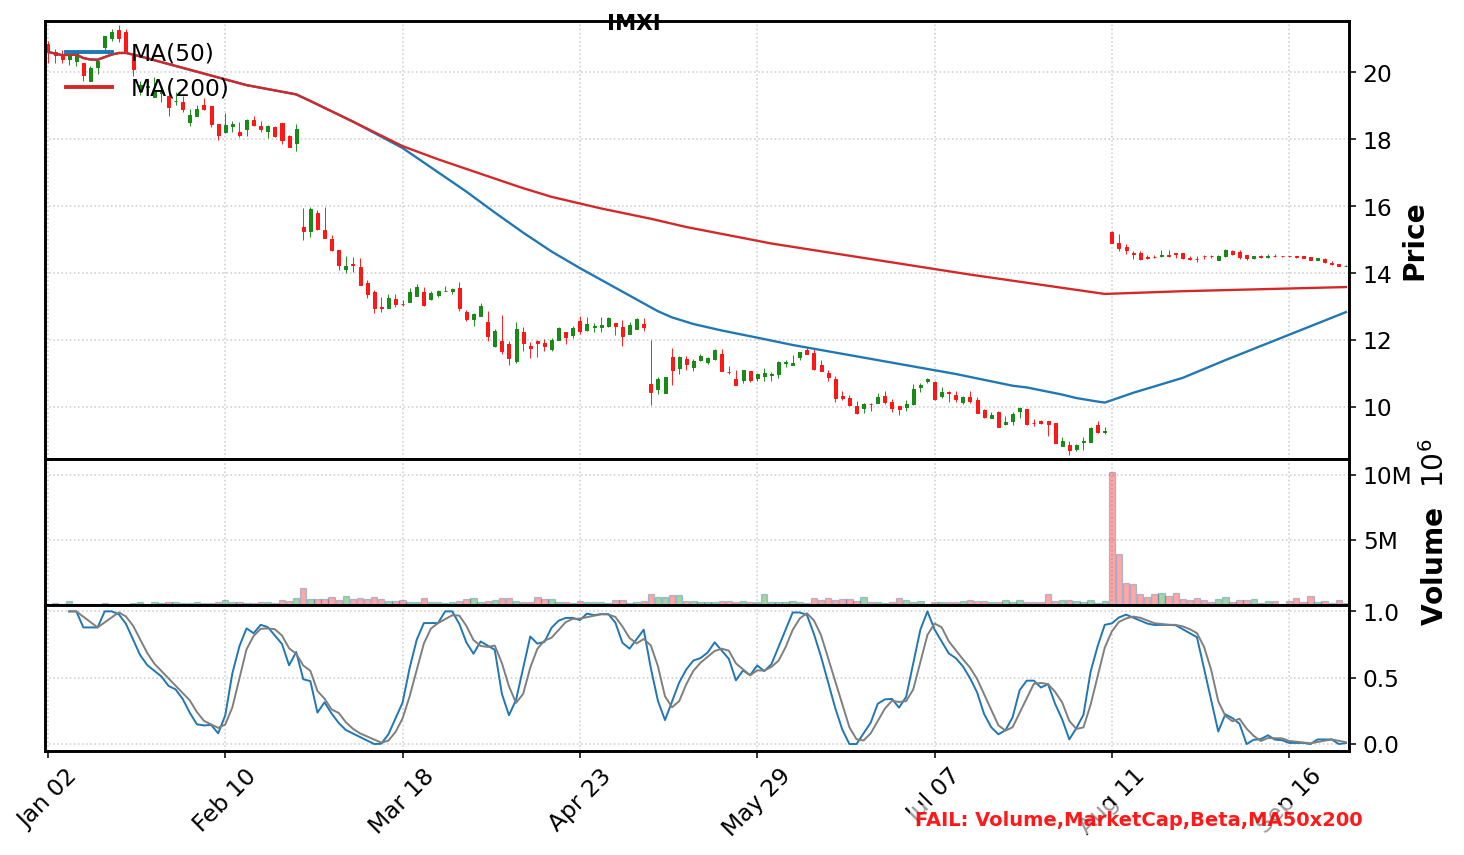 IMXI
MA(50)
MA(200)
20
18
16
14
12
10
Price
10M
5M
Volume 10^6
1.0
0.5
0.0
Jan 02
Feb 10
Mar 18
Apr 23
May 29
Jul 07
Aug 11
Sep 16
FAIL: Volume,MarketCap,Beta,MA50x200